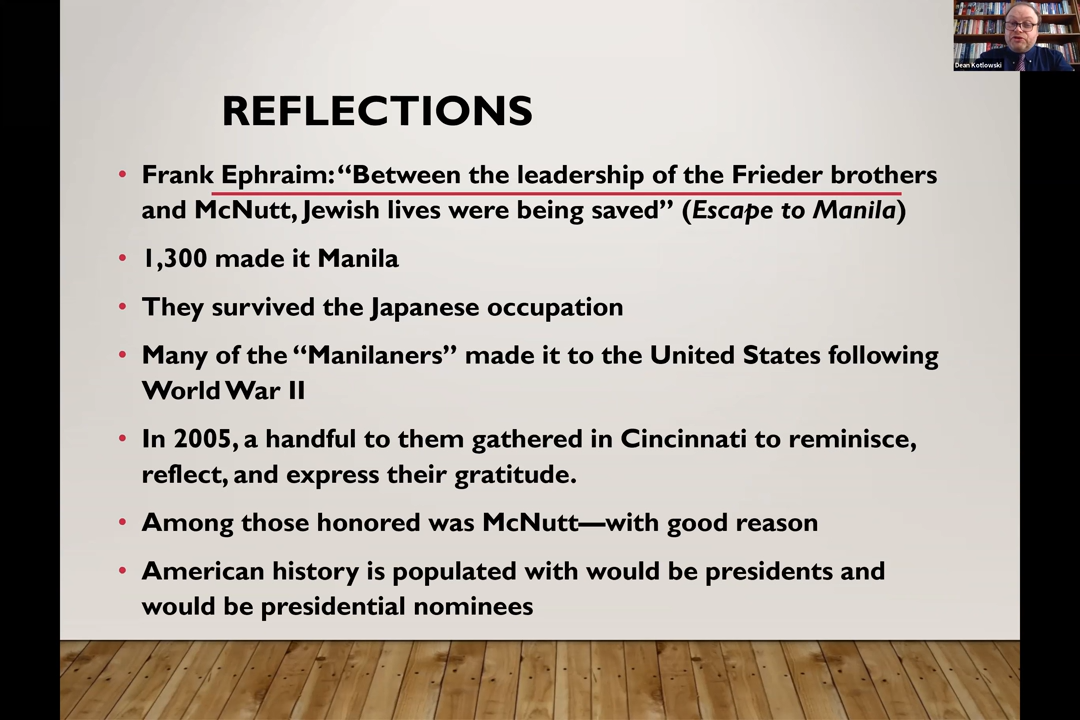 Dean Kotlowski
REFLECTIONS
• Frank Ephraim: “Between the leadership of the Frieder brothers
and McNutt, Jewish lives were being saved” (Escape to Manila)
• 1,300 made it Manila
• They survived the Japanese occupation
• Many of the “Manilaners” made it to the United States following
World War II
• In 2005, a handful to them gathered in Cincinnati to reminisce,
reflect, and express their gratitude.
• Among those honored was McNutt—with good reason
• American history is populated with would be presidents and
would be presidential nominees